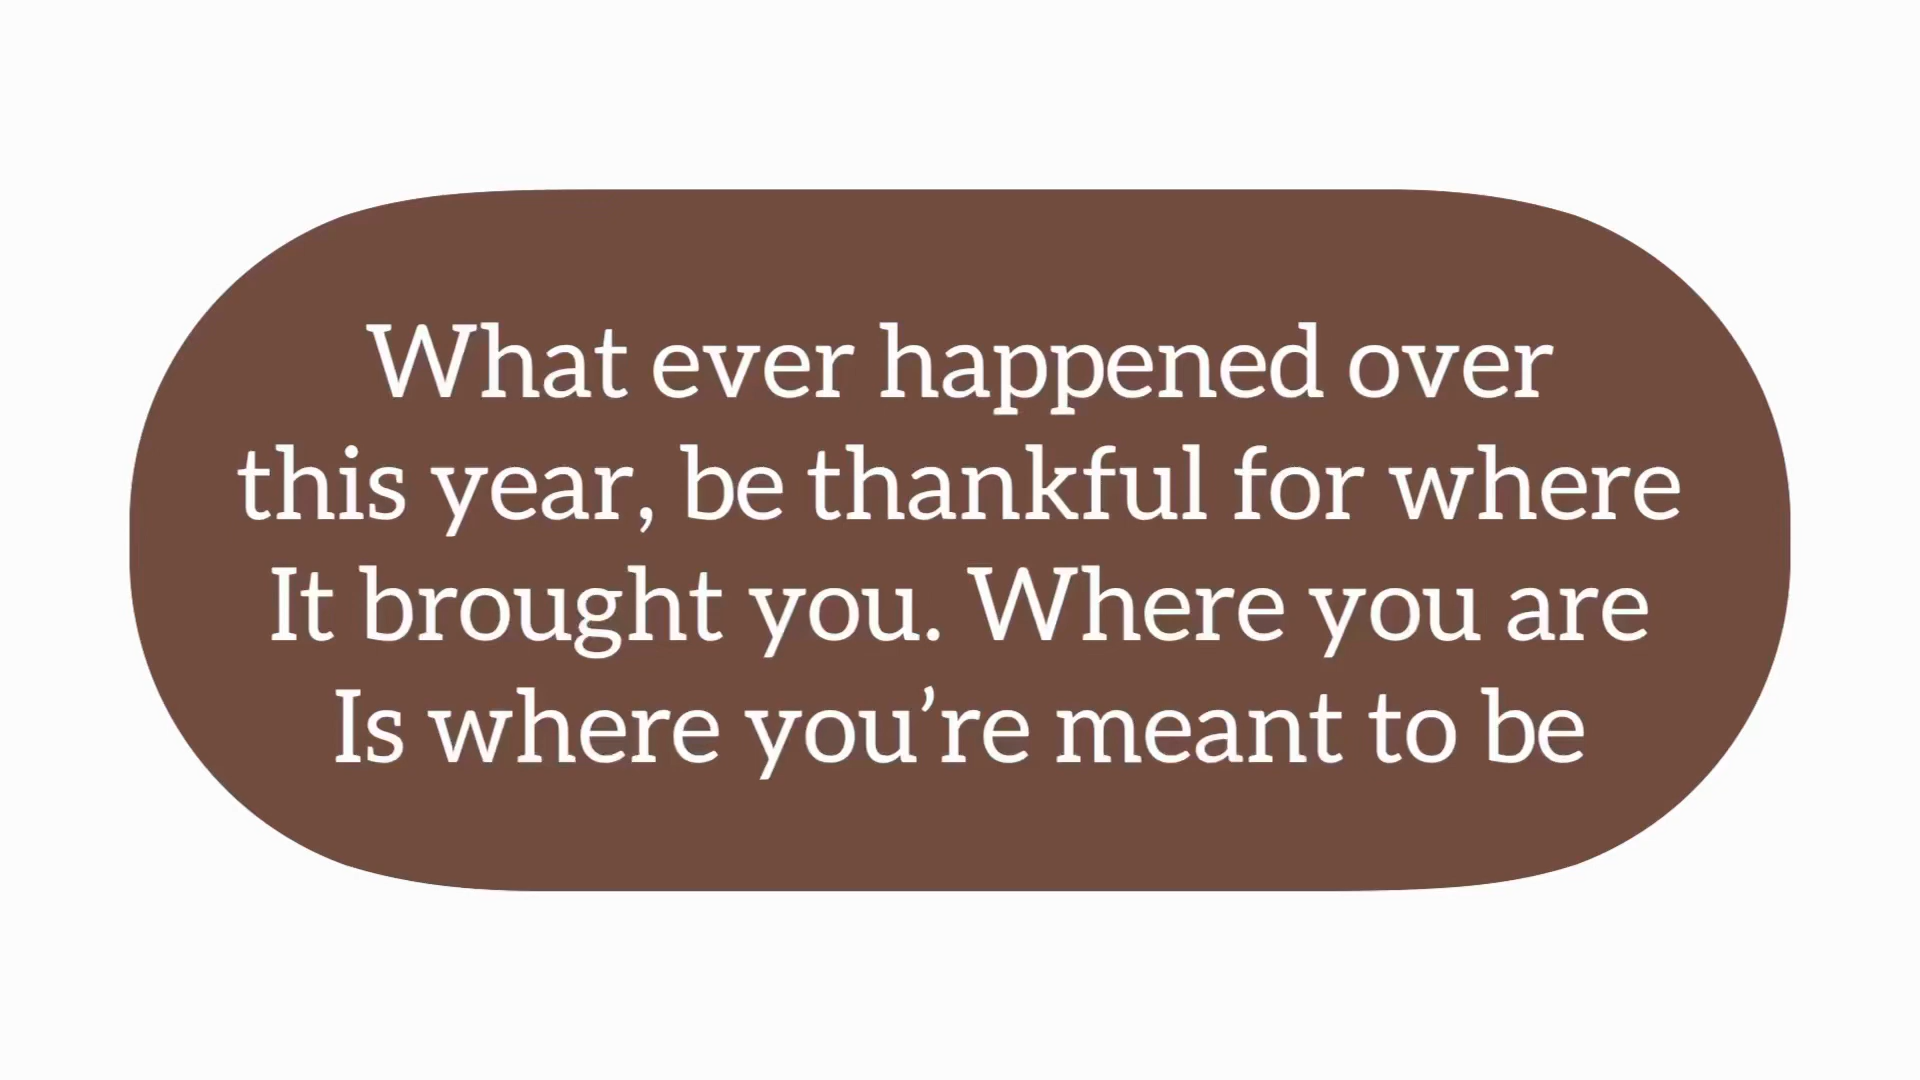 What ever happened over
this year, be thankful for where
It brought you. Where you are
Is where you’re meant to be